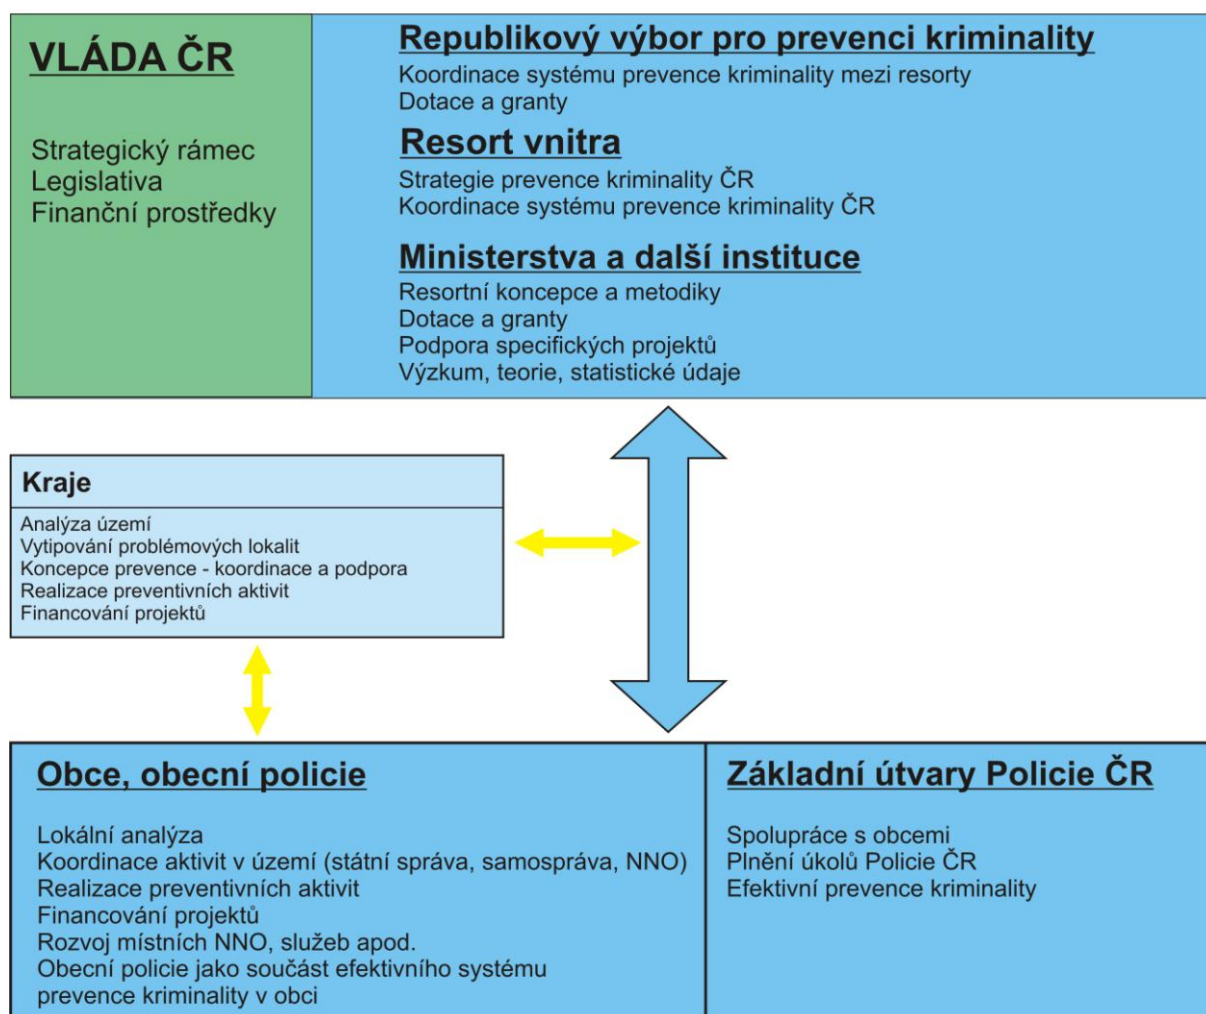 VLÁDA ČR
Strategický rámec
Legislativa
Finanční prostředky
Republikový výbor pro prevenci kriminality
Koordinace systému prevence kriminality mezi resorty
Dotace a granty
Resort vnitra
Strategie prevence kriminality ČR
Koordinace systému prevence kriminality ČR
Ministerstva a další instituce
Resortní koncepce a metodiky
Dotace a granty
Podpora specifických projektů
Výzkum, teorie, statistické údaje
Kraje
Analýza území
Vytipování problémových lokalit
Koncepce prevence - koordinace a podpora
Realizace preventivních aktivit
Financování projektů
Obce, obecní policie
Lokální analýza
Koordinace aktivit v území (státní správa, samospráva, NNO)
Realizace preventivních aktivit
Financování projektů
Rozvoj místních NNO, služeb apod.
Obecní policie jako součást efektivního systému
prevence kriminality v obci
Základní útvary Policie ČR
Spolupráce s obcemi
Plnění úkolů Policie ČR
Efektivní prevence kriminality